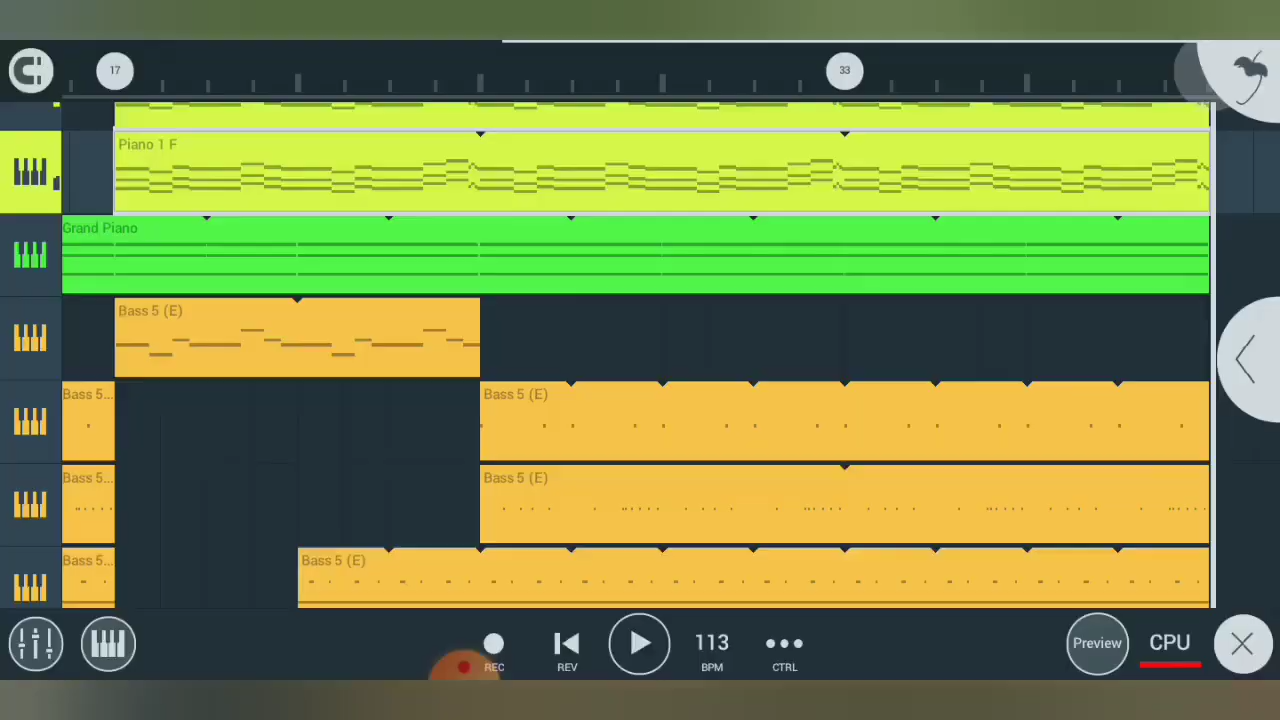 17
33
Piano 1 F
Grand Piano
Bass 5 (E)
Bass 5...
Bass 5 (E)
Bass 5...
Bass 5 (E)
Bass 5...
Bass 5 (E)
REC
REV
113
BPM
CTRL
Preview
CPU